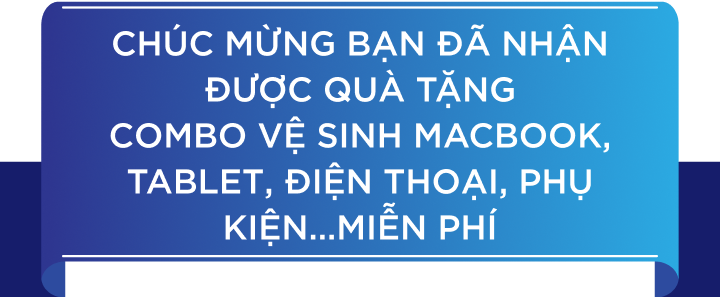 CHÚC MỪNG BẠN ĐÃ NHẬN
ĐƯỢC QUÀ TẶNG
COMBO VỆ SINH MACBOOK,
TABLET, ĐIỆN THOẠI, PHỤ
KIỆN...MIỄN PHÍ